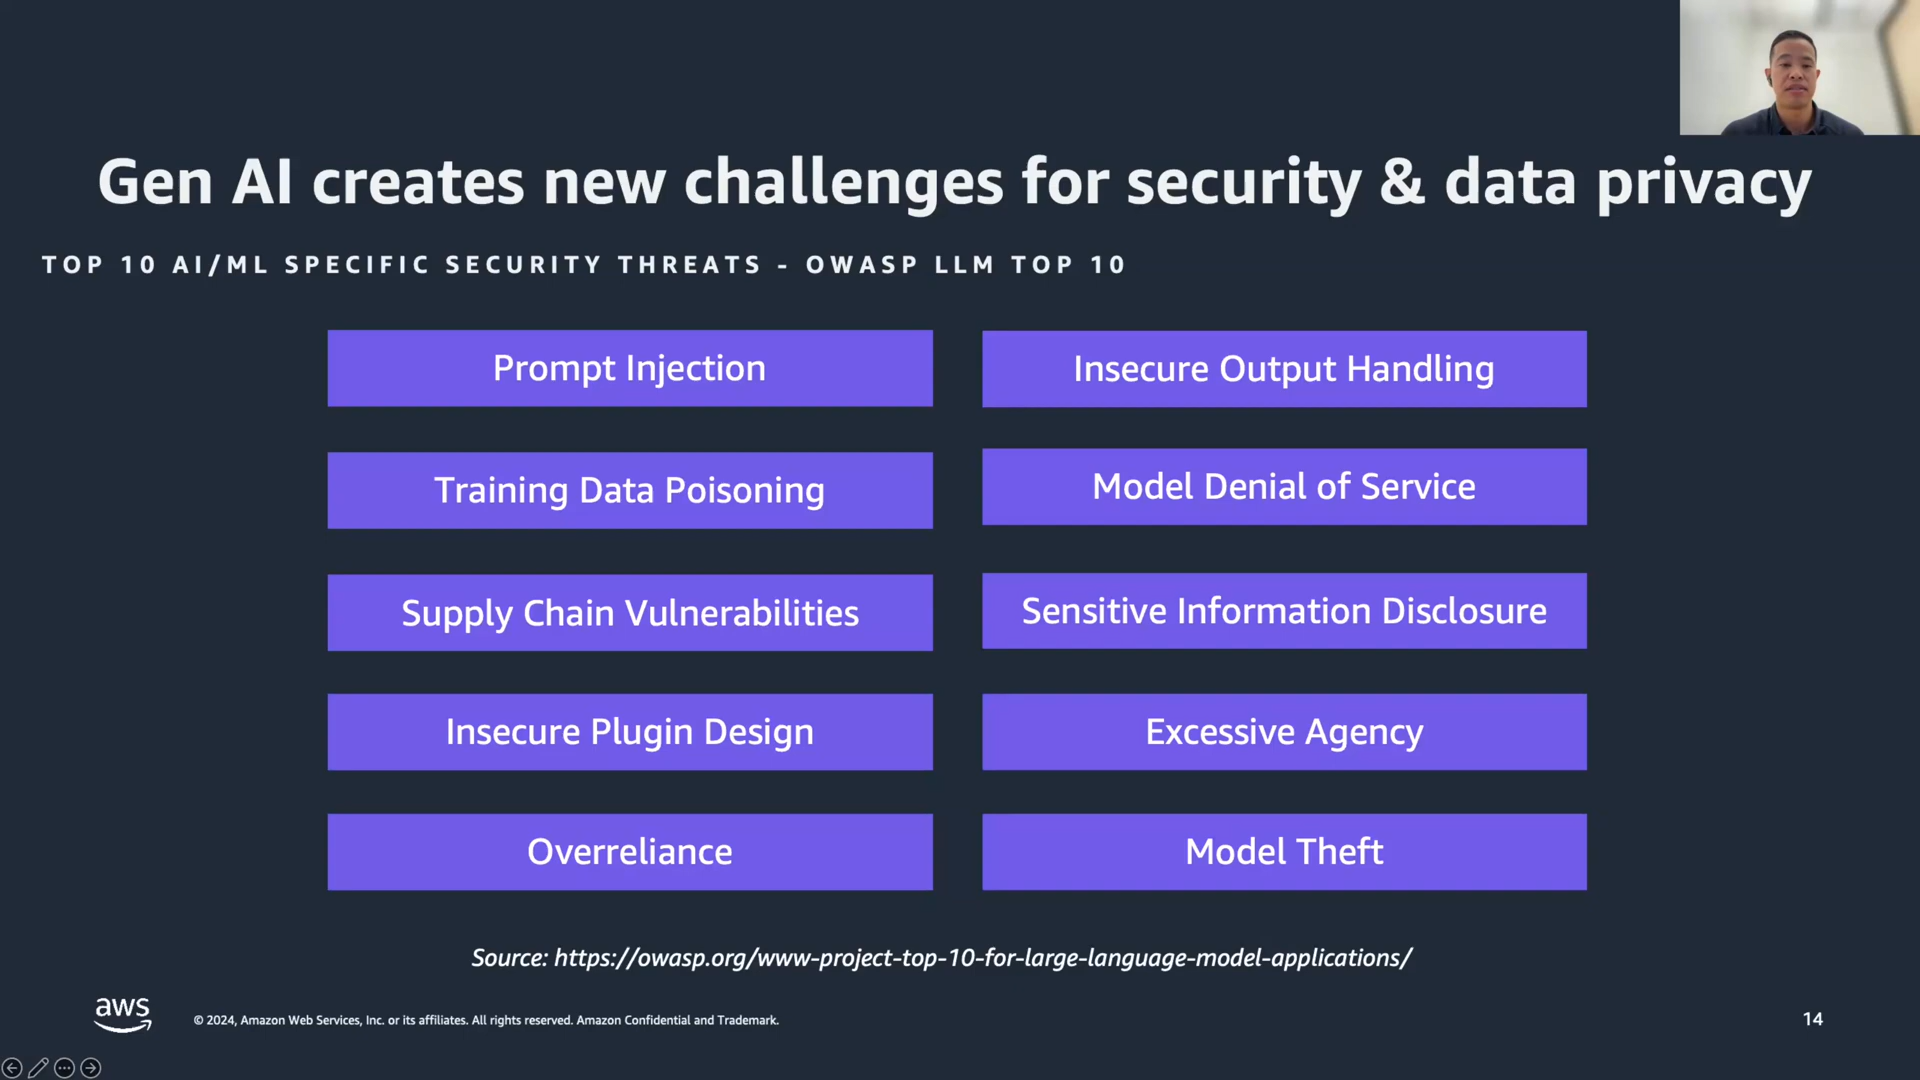 Gen AI creates new challenges for security & data privacy
TOP 10 AI/ML SPECIFIC SECURITY THREATS - OWASP LLM TOP 10
Prompt Injection
Insecure Output Handling
Training Data Poisoning
Model Denial of Service
Supply Chain Vulnerabilities
Sensitive Information Disclosure
Insecure Plugin Design
Excessive Agency
Overreliance
Model Theft
Source: https://owasp.org/www-project-top-10-for-large-language-model-applications/
aws
© 2024, Amazon Web Services, Inc. or its affiliates. All rights reserved. Amazon Confidential and Trademark.
14